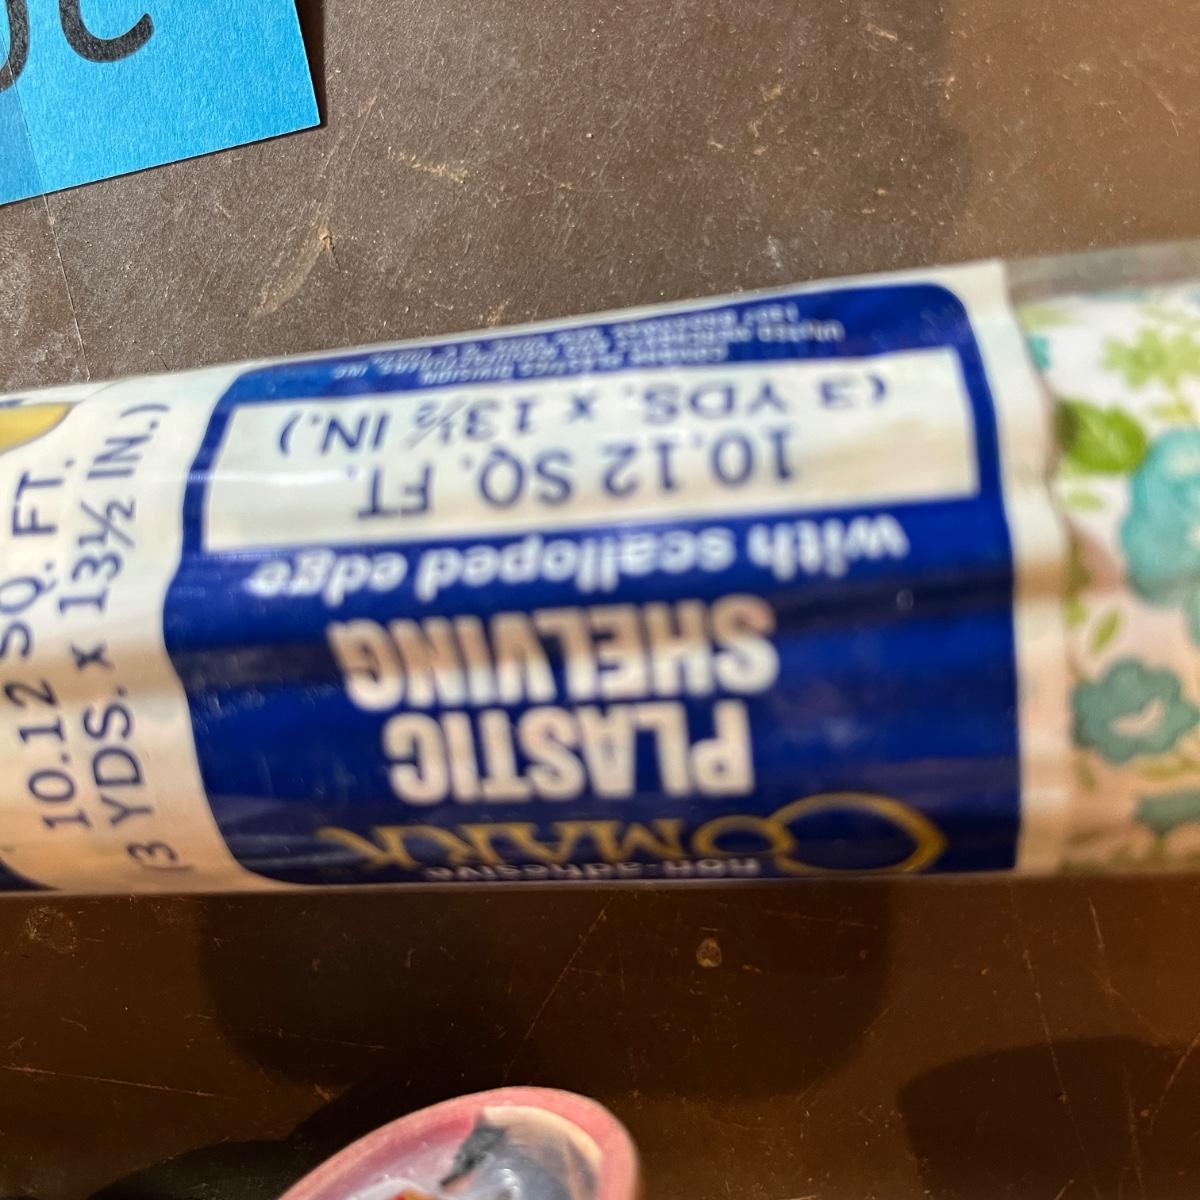 non-adhesive
OMARK
PLASTIC
SHELVING
with scalloped edge
10.12 SQ. FT.
(3 YDS. x 13½ IN.)
10.12 SQ. FT.
(3 YDS. x 13½ IN.)